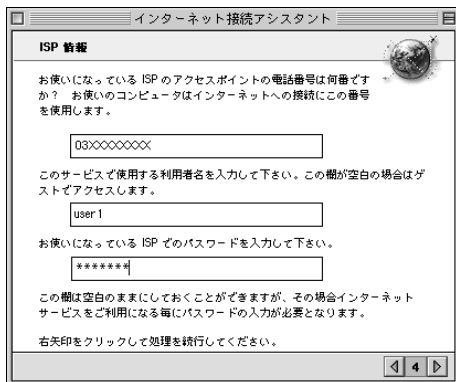 インターネット接続アシスタント
ISP 情報
お使いになっている ISP のアクセスポイントの電話番号は何番です
か？ お使いのコンピュータはインターネットへの接続にこの番号
を使用します。
03XXXXXXXX
このサービスで使用する利用者名を入力して下さい。この欄が空白の場合はゲ
ストでアクセスします。
user1
お使いになっている ISP でのパスワードを入力して下さい。
*******
この欄は空白のままにしておくことができますが、その場合インターネット
サービスをご利用になる毎にパスワードの入力が必要となります。
右矢印をクリックして処理を続行してください。
4